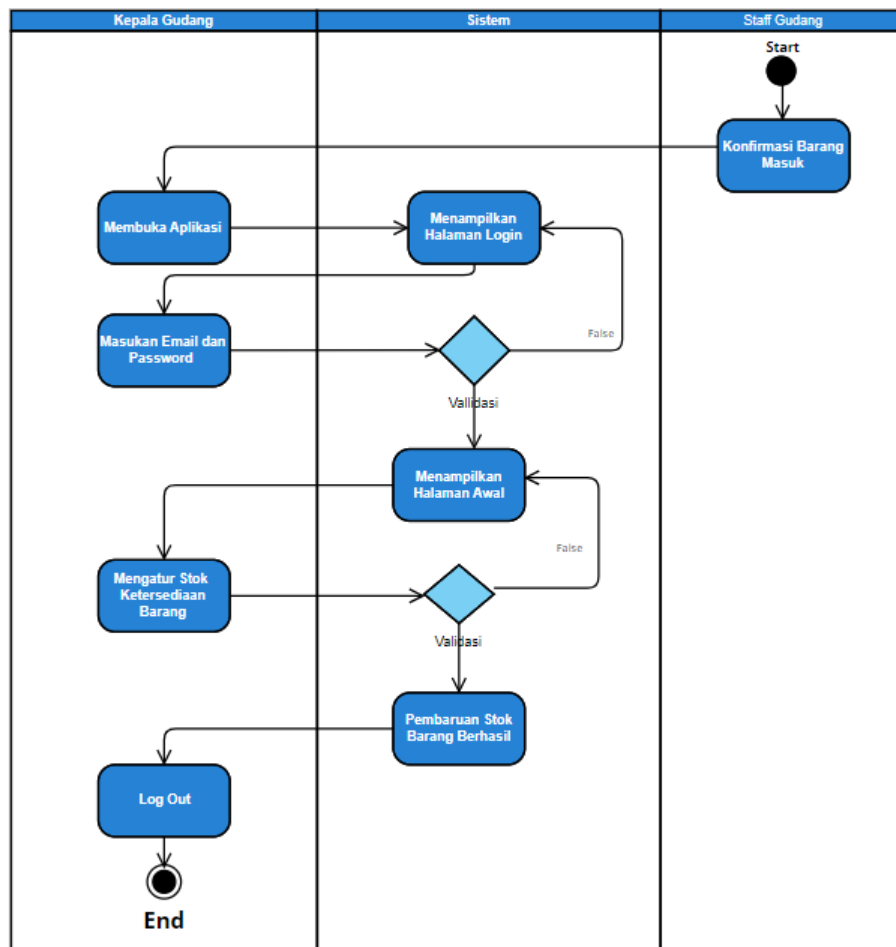 Kepala Gudang
Sistem
Staff Gudang
Start
Konfirmasi Barang
Masuk
Membuka Aplikasi
Menampilkan
Halaman Login
Masukan Email dan
Password
False
Vallidasi
Menampilkan
Halaman Awal
False
Mengatur Stok
Ketersediaan
Barang
Validasi
Pembaruan Stok
Barang Berhasil
Log Out
End